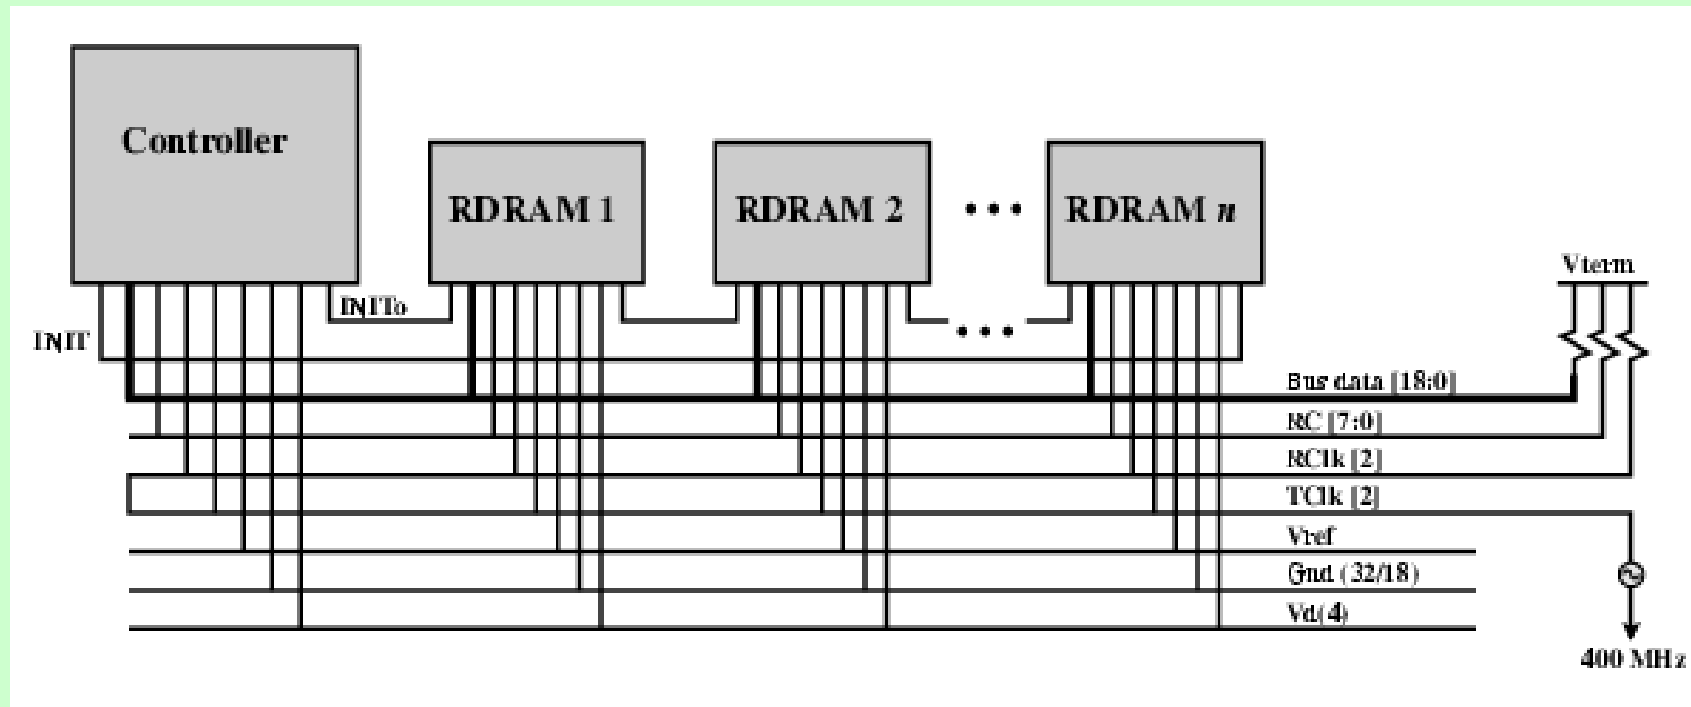 Controller
RDRAM 1
RDRAM 2
RDRAM n
Vterm
INITo
INIT
Bus data [18:0]
RC [7:0]
RClk [2]
TClk [2]
Vref
Gnd (32/18)
Vd(4)
400 MHz